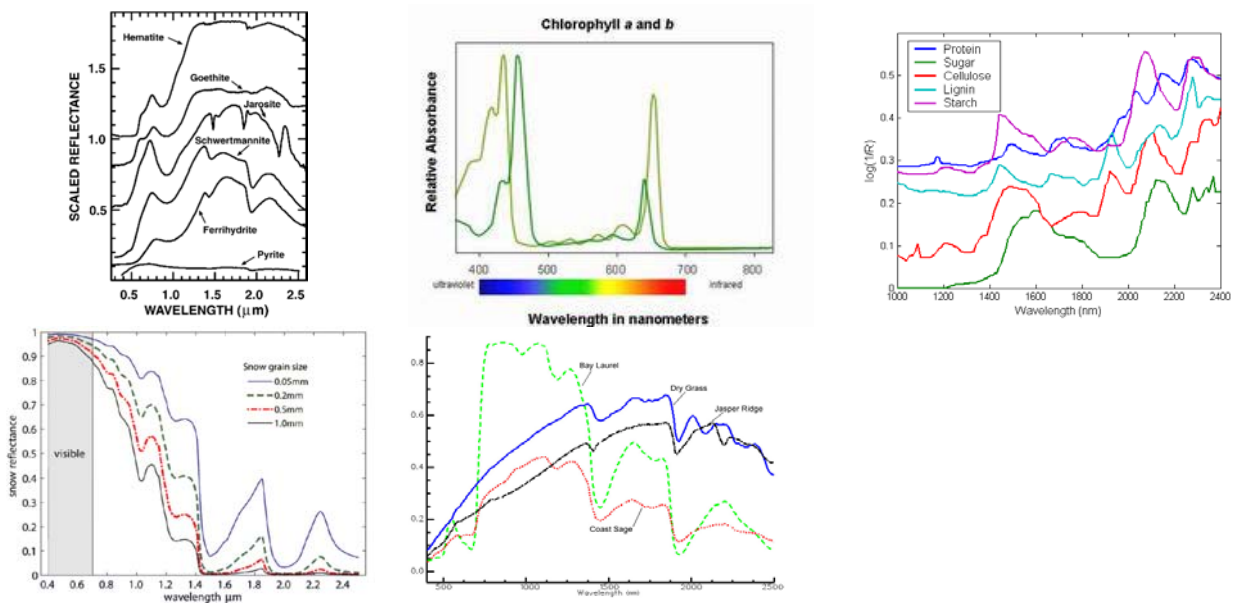 Hematite
Goethite
Jarosite
Schwertmannite
Ferrihydrite
Pyrite
SCALED REFLECTANCE
1.5
1.0
0.5
0.5 1.0 1.5 2.0 2.5
WAVELENGTH (μm)
Chlorophyll a and b
Relative Absorbance
400 500 600 700 800
ultraviolet infrared
Wavelength in nanometers
Protein
Sugar
Cellulose
Lignin
Starch
log(1/R)
0.5
0.4
0.3
0.2
0.1
0
1000 1200 1400 1600 1800 2000 2200 2400
Wavelength (nm)
snow reflectance
1
0.9
0.8
0.7
0.6
0.5
0.4
0.3
0.2
0.1
0
visible
Snow grain size
0.05mm
0.2mm
0.5mm
1.0mm
0.4 0.6 0.8 1.0 1.2 1.4 1.6 1.8 2.0 2.2 2.4
wavelength μm
Bay Laurel
Dry Grass
Jasper Ridge
Coast Sage
0.8
0.6
0.4
0.2
0.0
500 1000 1500 2000 2500
Wavelength (nm)